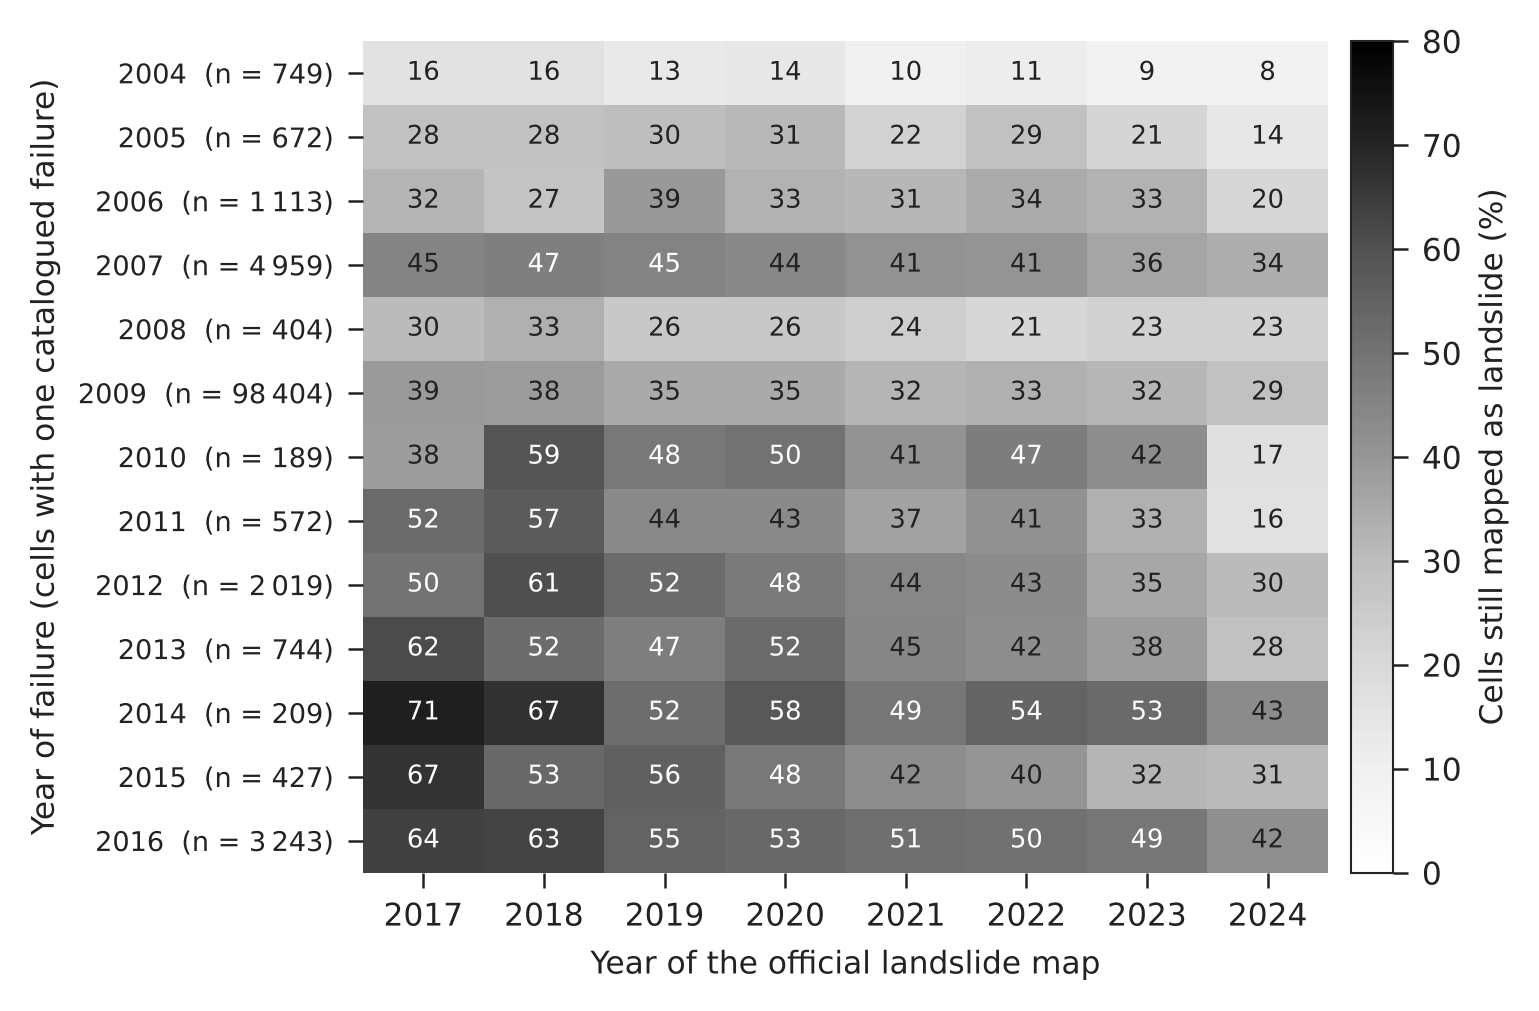 Year of failure (cells with one catalogued failure)
2004 (n = 749) 16 16 13 14 10 11 9 8
2005 (n = 672) 28 28 30 31 22 29 21 14
2006 (n = 1 113) 32 27 39 33 31 34 33 20
2007 (n = 4 959) 45 47 45 44 41 41 36 34
2008 (n = 404) 30 33 26 26 24 21 23 23
2009 (n = 98 404) 39 38 35 35 32 33 32 29
2010 (n = 189) 38 59 48 50 41 47 42 17
2011 (n = 572) 52 57 44 43 37 41 33 16
2012 (n = 2 019) 50 61 52 48 44 43 35 30
2013 (n = 744) 62 52 47 52 45 42 38 28
2014 (n = 209) 71 67 52 58 49 54 53 43
2015 (n = 427) 67 53 56 48 42 40 32 31
2016 (n = 3 243) 64 63 55 53 51 50 49 42
2017 2018 2019 2020 2021 2022 2023 2024
Year of the official landslide map
80
70
60
50
40
30
20
10
0
Cells still mapped as landslide (%)